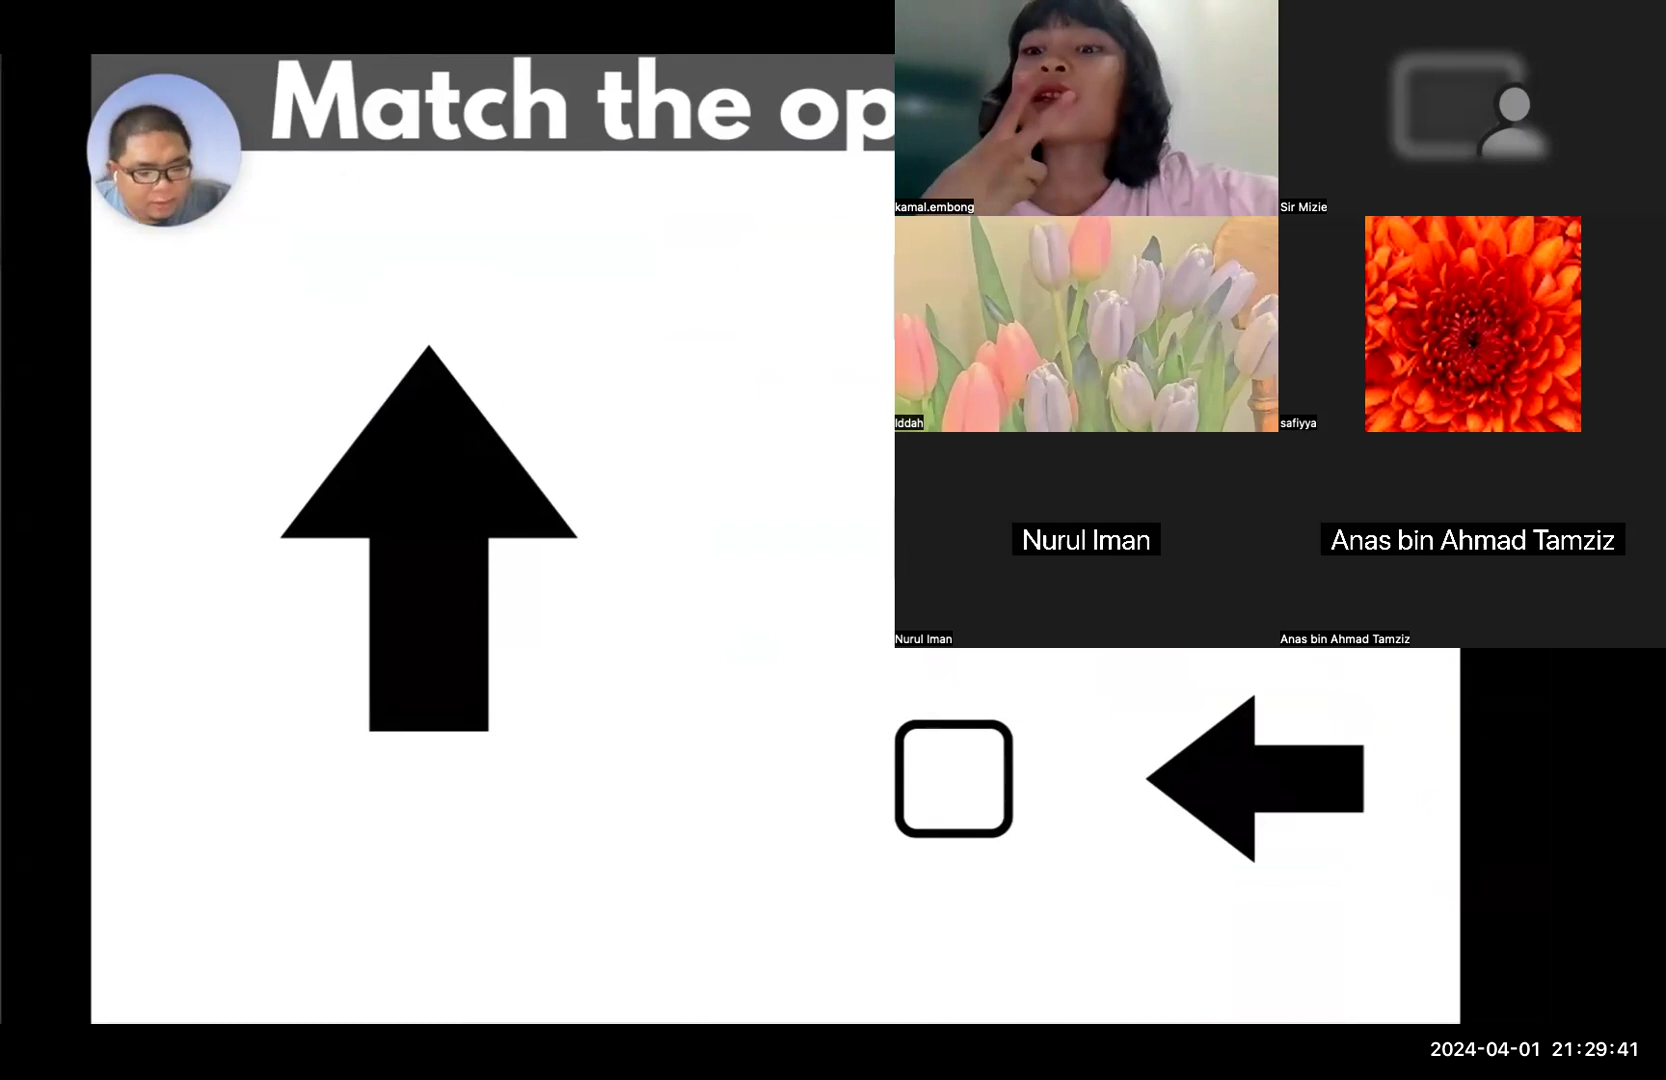 Match the op
kamal.embong
Sir Mizie
Iddah
safiyya
Nurul Iman
Anas bin Ahmad Tamziz
Nurul Iman
Anas bin Ahmad Tamziz
2024-04-01 21:29:41